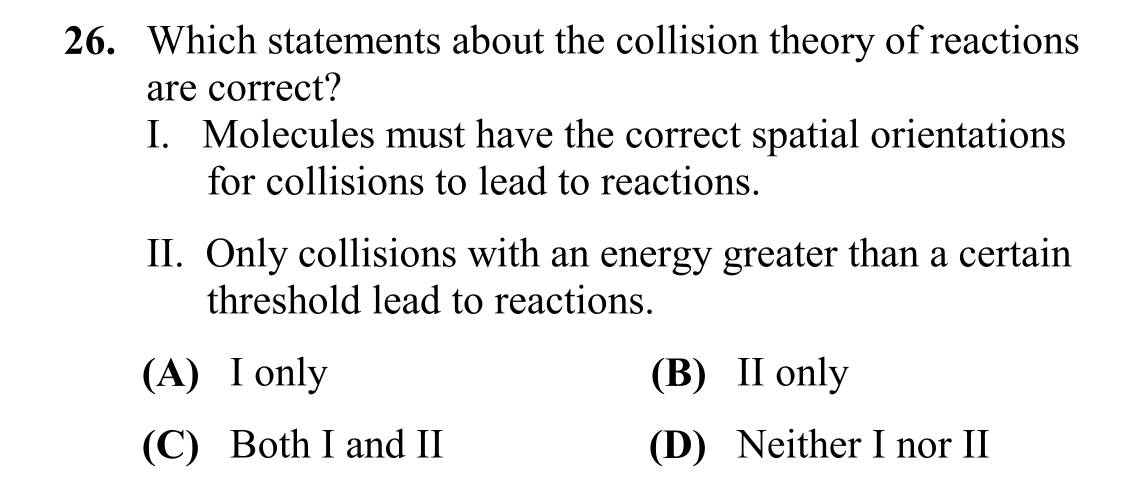 26. Which statements about the collision theory of reactions
are correct?
I. Molecules must have the correct spatial orientations
for collisions to lead to reactions.
II. Only collisions with an energy greater than a certain
threshold lead to reactions.
(A) I only (B) II only
(C) Both I and II (D) Neither I nor II